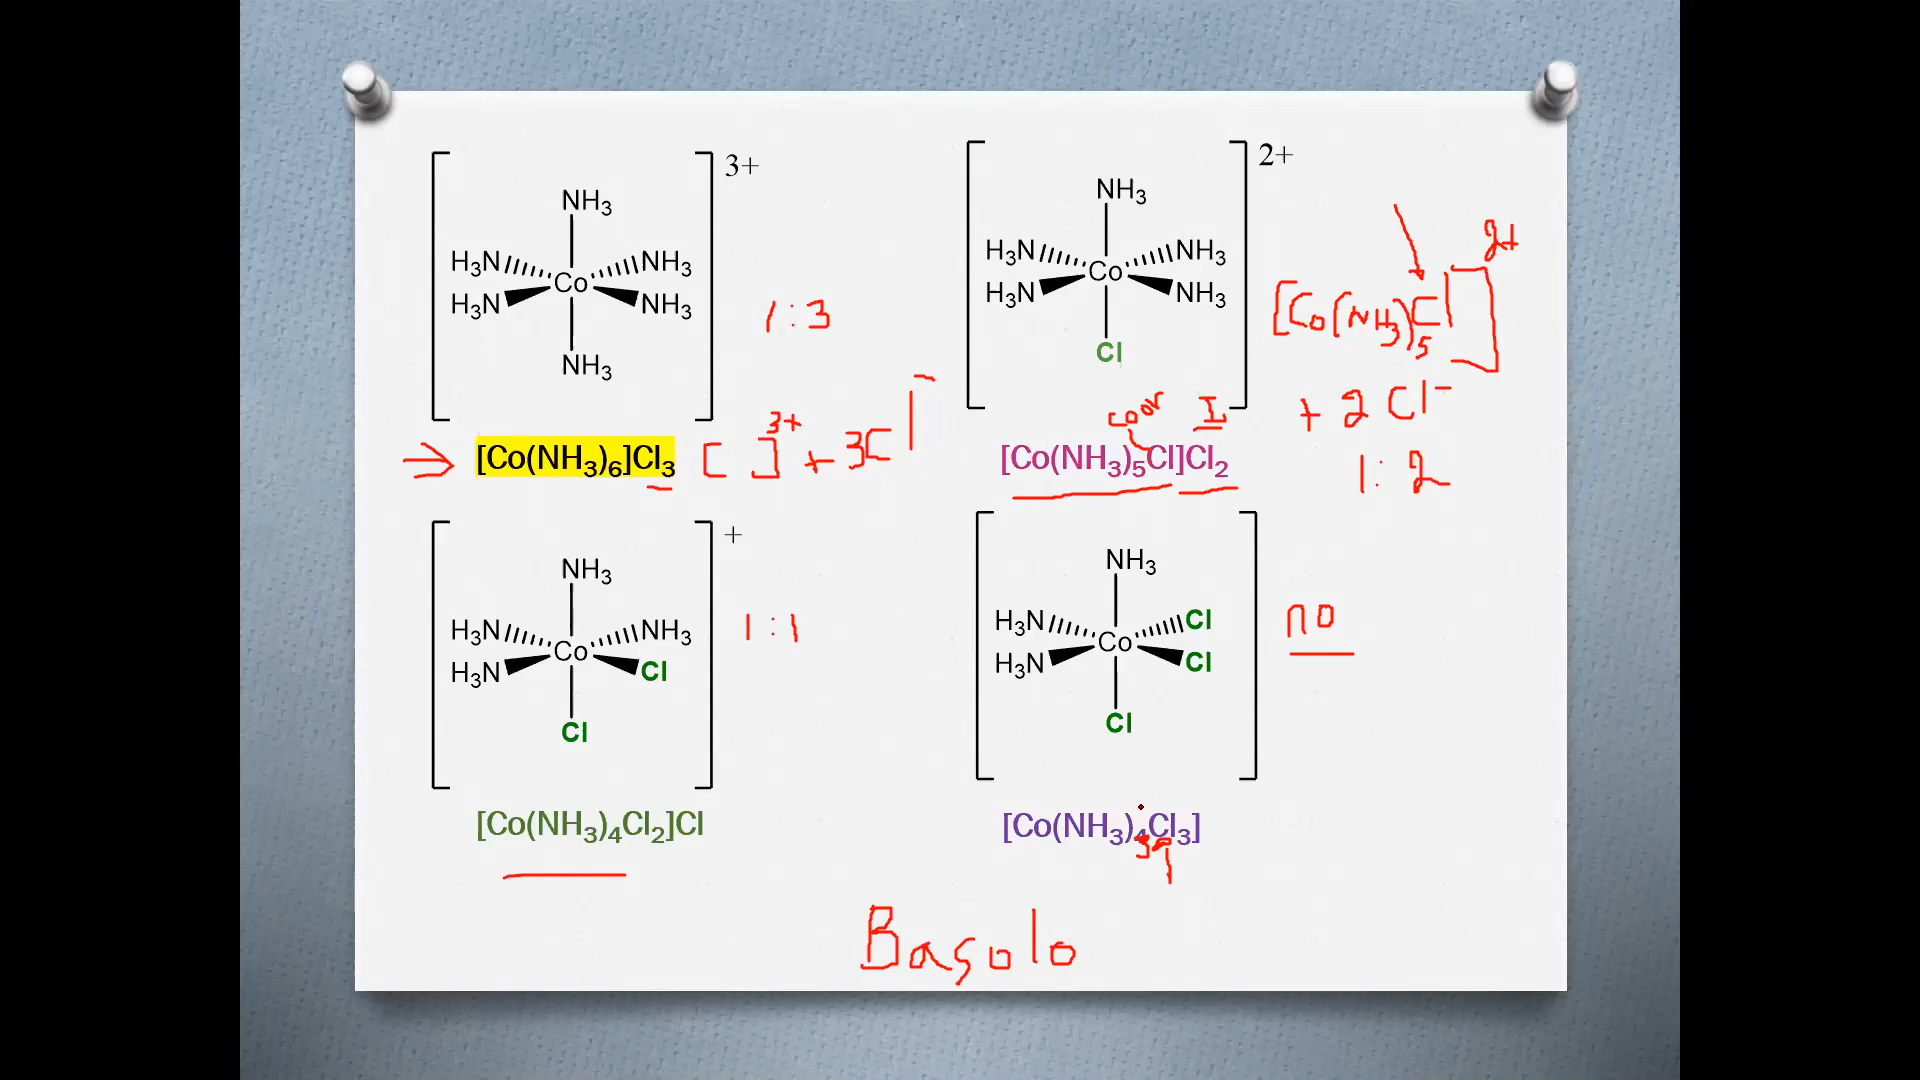 3+
NH3
H3N NH3
Co
H3N NH3
NH3
1:3
[Co(NH3)6]Cl3
[ ]3+ + 3Cl-
2+
NH3
H3N NH3
Co
H3N NH3
Cl
coor I
[Co(NH3)5Cl]Cl2
[Co(NH3)5Cl]2+
+ 2Cl-
1:2
+
NH3
H3N NH3
Co
H3N Cl
Cl
1:1
[Co(NH3)4Cl2]Cl
NH3
H3N Cl
Co
H3N Cl
Cl
no
[Co(NH3)4Cl3]
3
Basolo